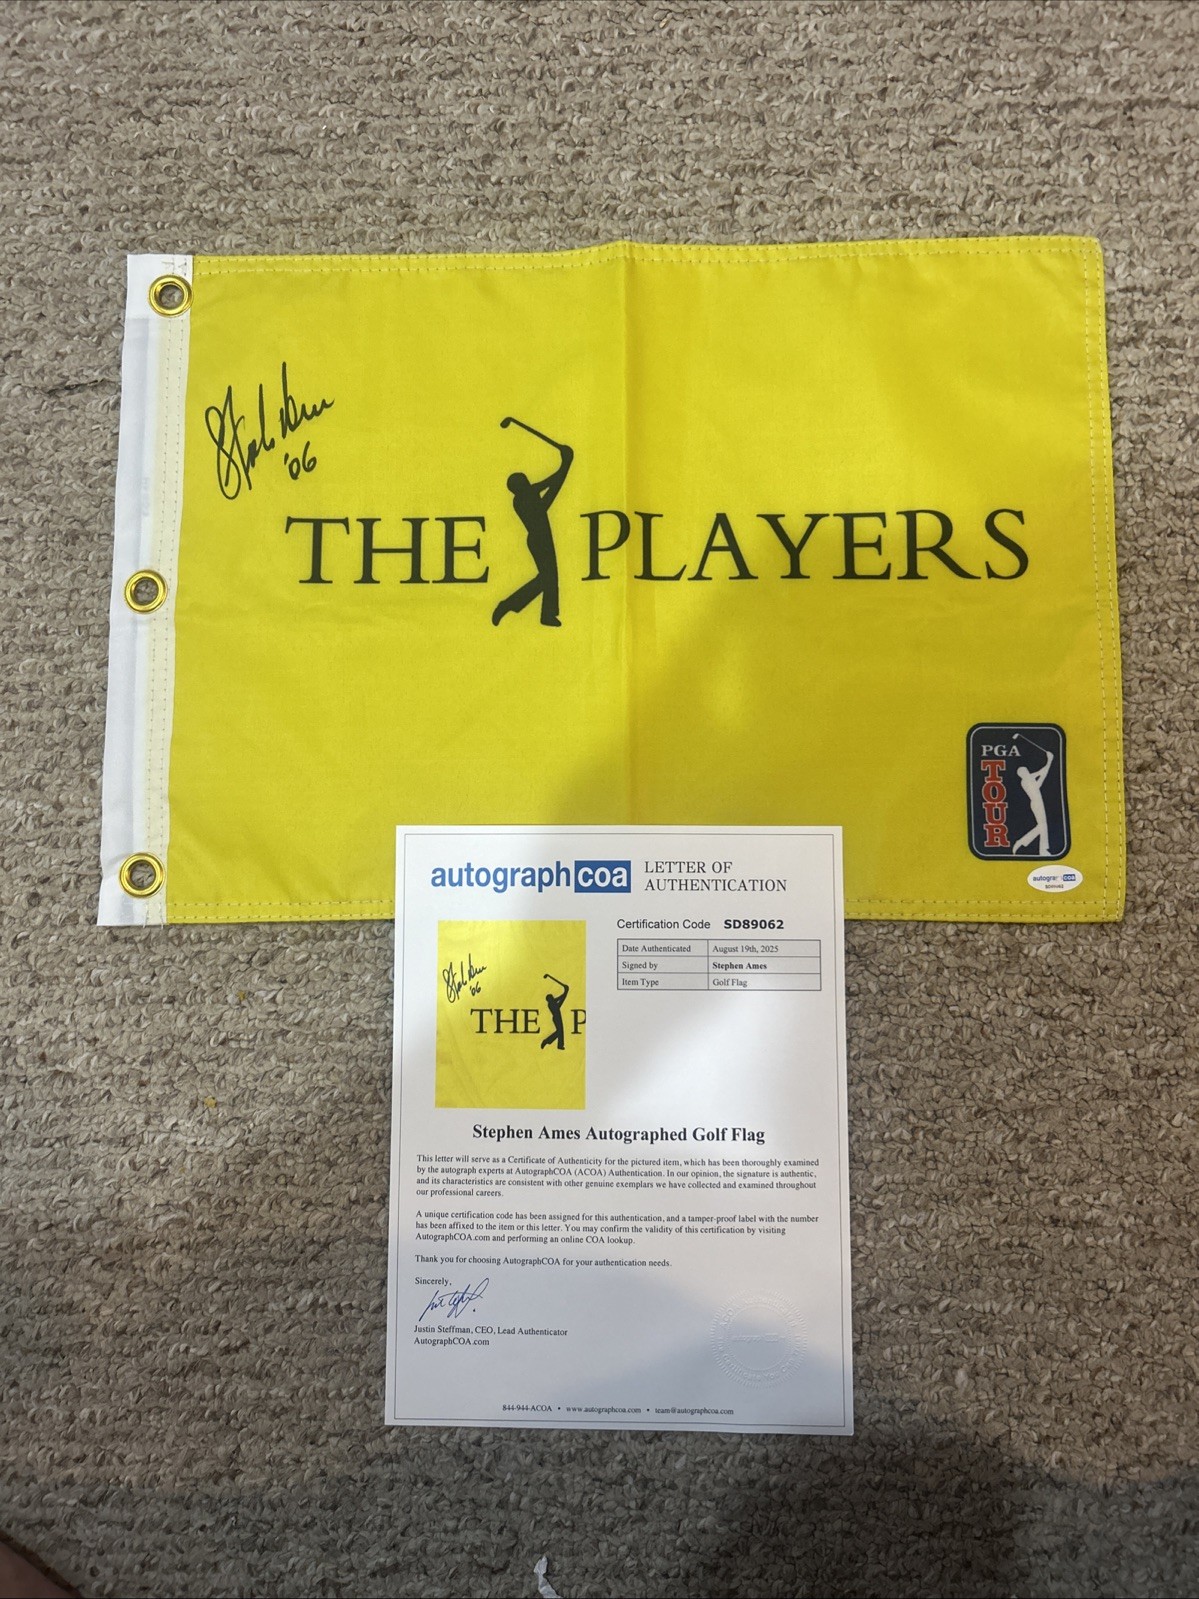 Stephen Ames
'06
THE PLAYERS
PGA
TOUR
autograph coa
autographcoa
LETTER OF
AUTHENTICATION
Certification Code SD89062
Date Authenticated August 19th, 2025
Signed by Stephen Ames
Item Type Golf Flag
'06
THE P
Stephen Ames Autographed Golf Flag
This letter will serve as a Certificate of Authenticity for the pictured item, which has been thoroughly examined
by the autograph experts at AutographCOA (ACOA) Authentication. In our opinion, the signature is authentic,
and its characteristics are consistent with other genuine exemplars we have collected and examined throughout
our professional careers.
A unique certification code has been assigned for this authentication, and a tamper-proof label with the number
has been affixed to the item or this letter. You may confirm the validity of this certification by visiting
AutographCOA.com and performing an online COA lookup.
Thank you for choosing AutographCOA for your authentication needs.
Sincerely,
Justin Steffman, CEO, Lead Authenticator
AutographCOA.com
844-944-ACOA • www.autographcoa.com • team@autographcoa.com